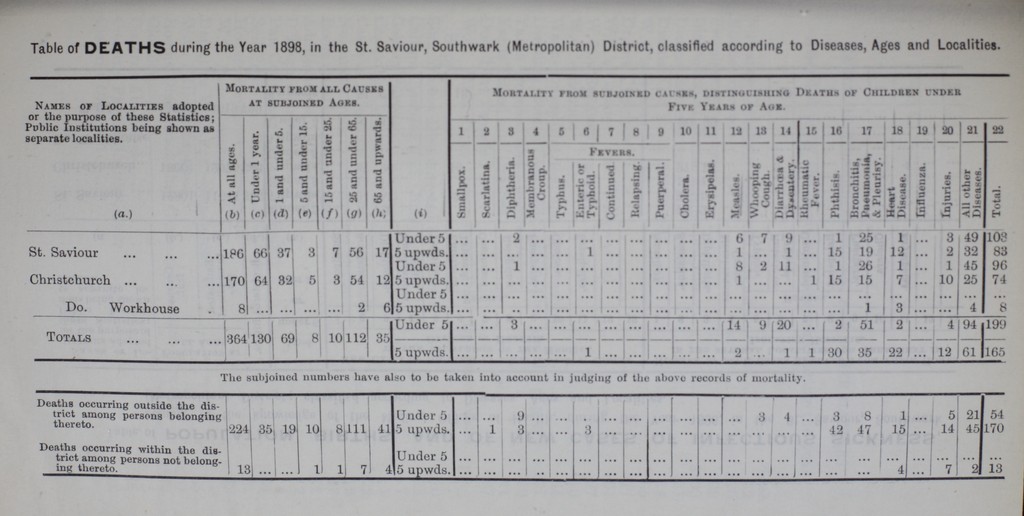 Table of DEATHS during the Year 1898, in the St. Saviour, Southwark (Metropolitan) District, classified according to Diseases, Ages and Localities.
NAMES OF LOCALITIES adopted
or the purpose of these Statistics;
Public Institutions being shown as
separate localities.
(a.)
MORTALITY FROM ALL CAUSES
AT SUBJOINED AGES.
At all ages. (b)
Under 1 year. (c)
1 and under 5. (d)
5 and under 15. (e)
15 and under 25. (f)
25 and under 65. (g)
65 and upwards. (h)
(i)
MORTALITY FROM SUBJOINED CAUSES, DISTINGUISHING DEATHS OF CHILDREN UNDER
FIVE YEARS OF AGE.
1 2 3 4 5 6 7 8 9 10 11 12 13 14 15 16 17 18 19 20 21 22
FEVERS.
Smallpox.
Scarlatina.
Diphtheria.
Membranous Croup.
Typhus.
Enteric or Typhoid.
Continued.
Relapsing.
Puerperal.
Cholera.
Erysipelas.
Measles.
Whooping Cough.
Diarrhœa & Dysentery.
Rheumatic Fever.
Phthisis.
Bronchitis, Pneumonia, & Pleurisy.
Heart Disease.
Influenza.
Injuries.
All other Diseases.
Total.
Under 5 ... ... 2 ... ... ... ... ... ... ... ... 6 7 9 ... 1 25 1 ... 3 49 103
St. Saviour ... ... ... 186 66 37 3 7 56 17 5 upwds. ... ... ... ... ... 1 ... ... ... ... ... 1 ... 1 ... 15 19 12 ... 2 32 83
Under 5 ... ... 1 ... ... ... ... ... ... ... ... 8 2 11 ... 1 26 1 ... 1 45 96
Christchurch ... ... ... 170 64 32 5 3 54 12 5 upwds. ... ... ... ... ... ... ... ... ... ... ... 1 ... ... 1 15 15 7 ... 10 25 74
Under 5 ... ... ... ... ... ... ... ... ... ... ... ... ... ... ... ... ... ... ... ... ... ...
Do. Workhouse . 8 ... ... ... ... 2 6 5 upwds. ... ... ... ... ... ... ... ... ... ... ... ... ... ... ... ... 1 3 ... ... 4 8
Under 5 ... ... 3 ... ... ... ... ... ... ... ... 14 9 20 ... 2 51 2 ... 4 94 199
TOTALS ... ... ... 364 130 69 8 10 112 35
5 upwds. ... ... ... ... ... 1 ... ... ... ... ... 2 ... 1 1 30 35 22 ... 12 61 165
The subjoined numbers have also to be taken into account in judging of the above records of mortality.
Deaths occurring outside the dis-
trict among persons belonging Under 5 ... ... 9 ... ... ... ... ... ... ... ... ... 3 4 ... 3 8 1 ... 5 21 54
thereto. 224 35 19 10 8 111 41 5 upwds. ... 1 3 ... ... 3 ... ... ... ... ... ... ... ... ... 42 47 15 ... 14 45 170
Deaths occurring within the dis-
trict among persons not belong- Under 5 ... ... ... ... ... ... ... ... ... ... ... ... ... ... ... ... ... ... ... ... ... ...
ing thereto. 13 ... ... 1 1 7 4 5 upwds. ... ... ... ... ... ... ... ... ... ... ... ... ... ... ... ... ... 4 ... 7 2 13